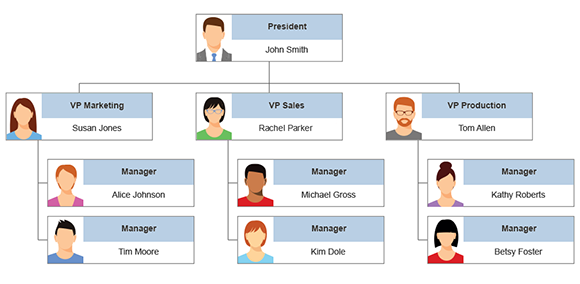 President
John Smith
VP Marketing
Susan Jones
VP Sales
Rachel Parker
VP Production
Tom Allen
Manager
Alice Johnson
Manager
Michael Gross
Manager
Kathy Roberts
Manager
Tim Moore
Manager
Kim Dole
Manager
Betsy Foster